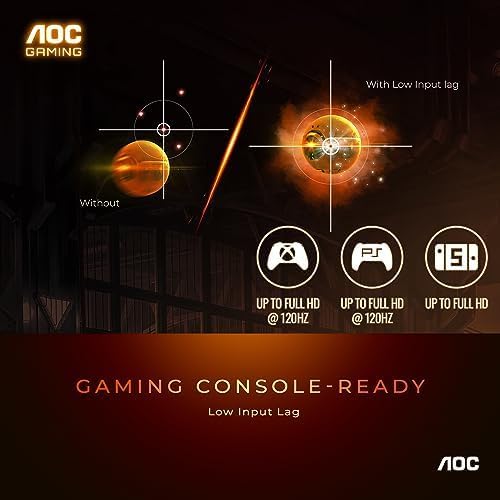 AOC
GAMING
With Low Input lag
Without
UP TO FULL HD
@ 120HZ
UP TO FULL HD
@ 120HZ
UP TO FULL HD
GAMING CONSOLE-READY
Low Input Lag
AOC